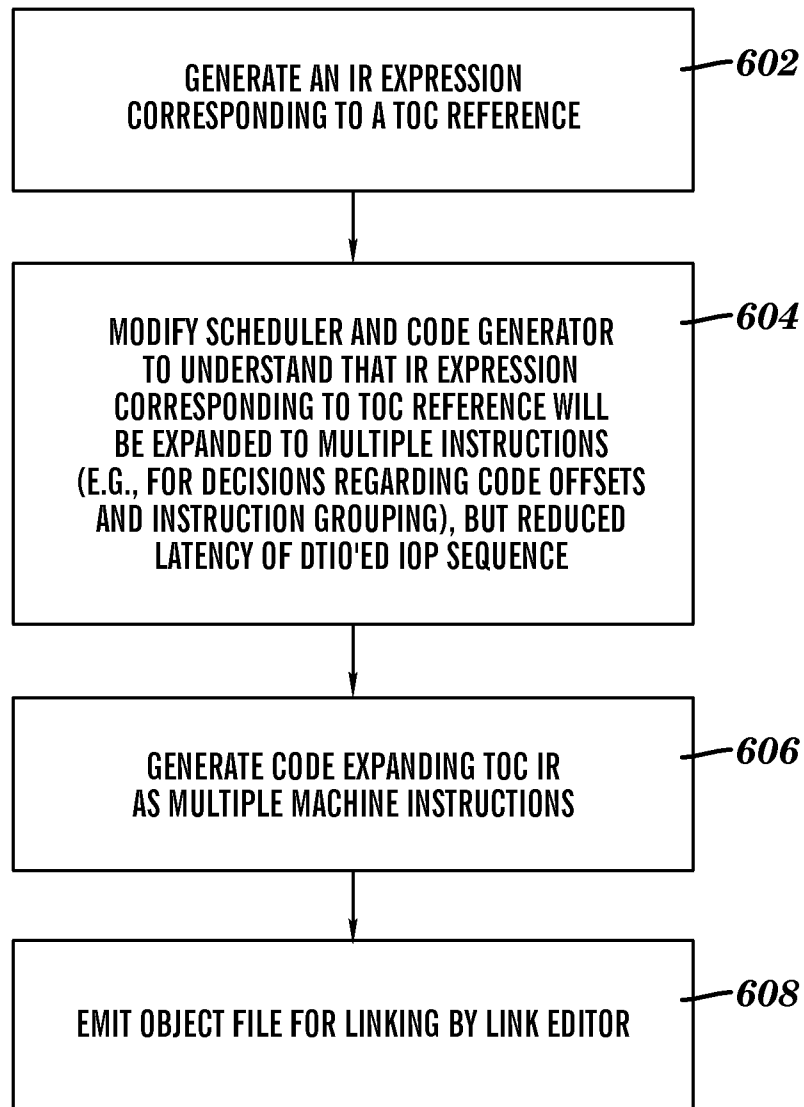 GENERATE AN IR EXPRESSION
CORRESPONDING TO A TOC REFERENCE
602
MODIFY SCHEDULER AND CODE GENERATOR
TO UNDERSTAND THAT IR EXPRESSION
CORRESPONDING TO TOC REFERENCE WILL
BE EXPANDED TO MULTIPLE INSTRUCTIONS
(E.G., FOR DECISIONS REGARDING CODE OFFSETS
AND INSTRUCTION GROUPING), BUT REDUCED
LATENCY OF DTIO'ED IOP SEQUENCE
604
GENERATE CODE EXPANDING TOC IR
AS MULTIPLE MACHINE INSTRUCTIONS
606
EMIT OBJECT FILE FOR LINKING BY LINK EDITOR
608